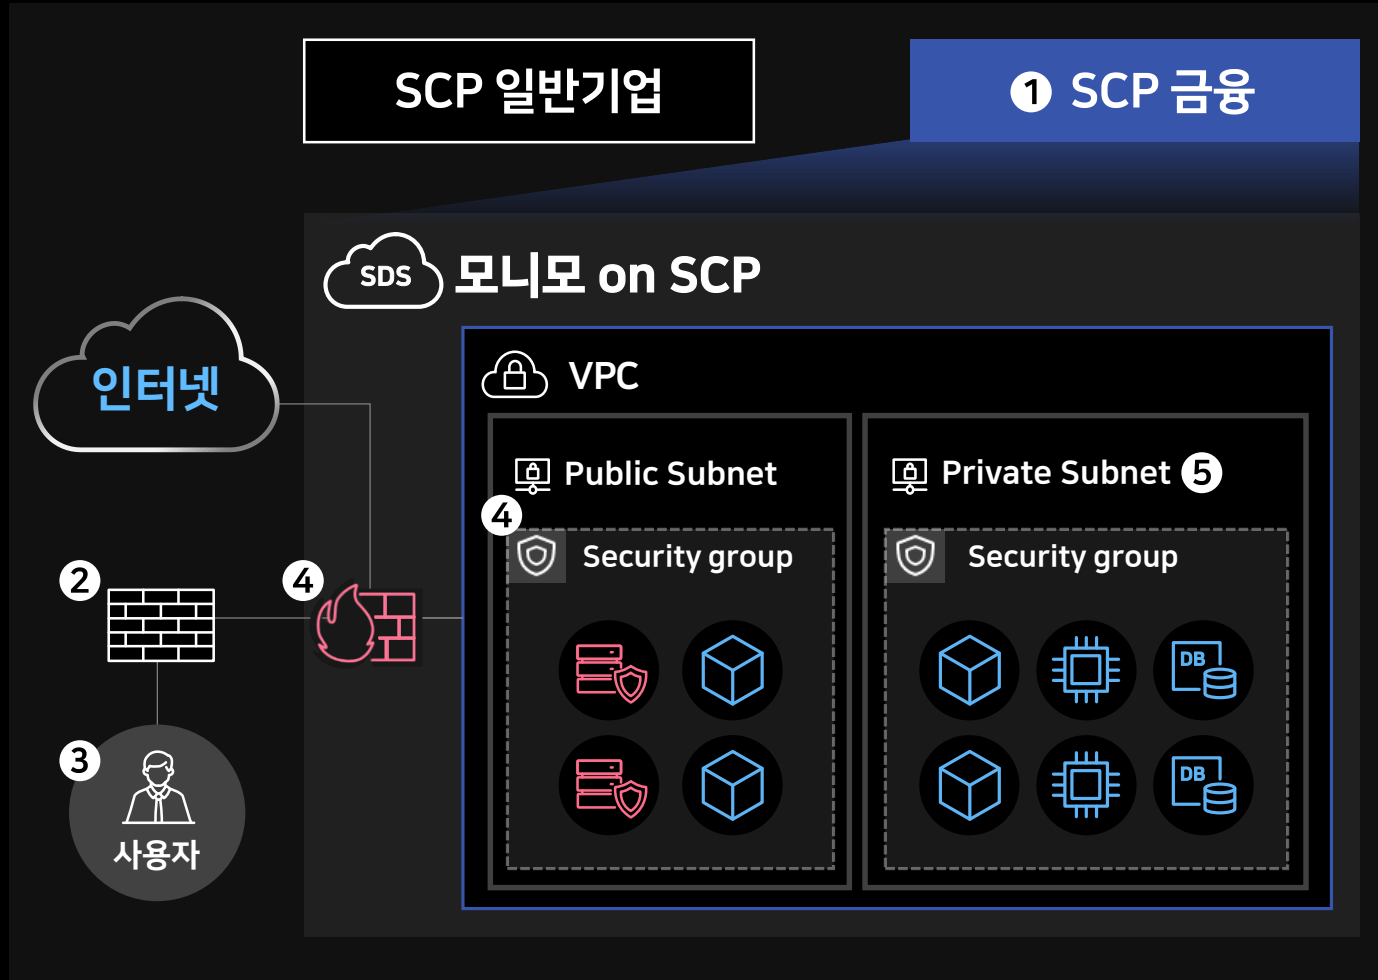 SCP 일반기업
1 SCP 금융
SDS 모니모 on SCP
인터넷
VPC
Public Subnet
Private Subnet 5
4
Security group
Security group
2
4
DB
3
DB
사용자